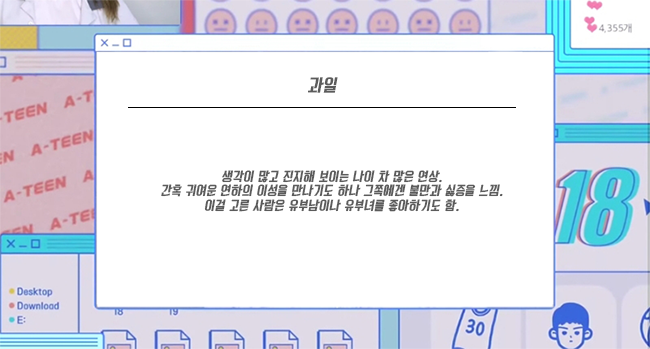 4,355개
과일
생각이 많고 진지해 보이는 나이 차 많은 연상.
간혹 귀여운 연하의 이성을 만나기도 하나 그쪽에겐 불만과 싫증을 느낌.
이걸 고른 사람은 유부남이나 유부녀를 좋아하기도 함.
A-TEEN
A-TEEN
A-TEEN
A-TEEN
A-TEEN
18
Desktop
Download
E:
18
19
30